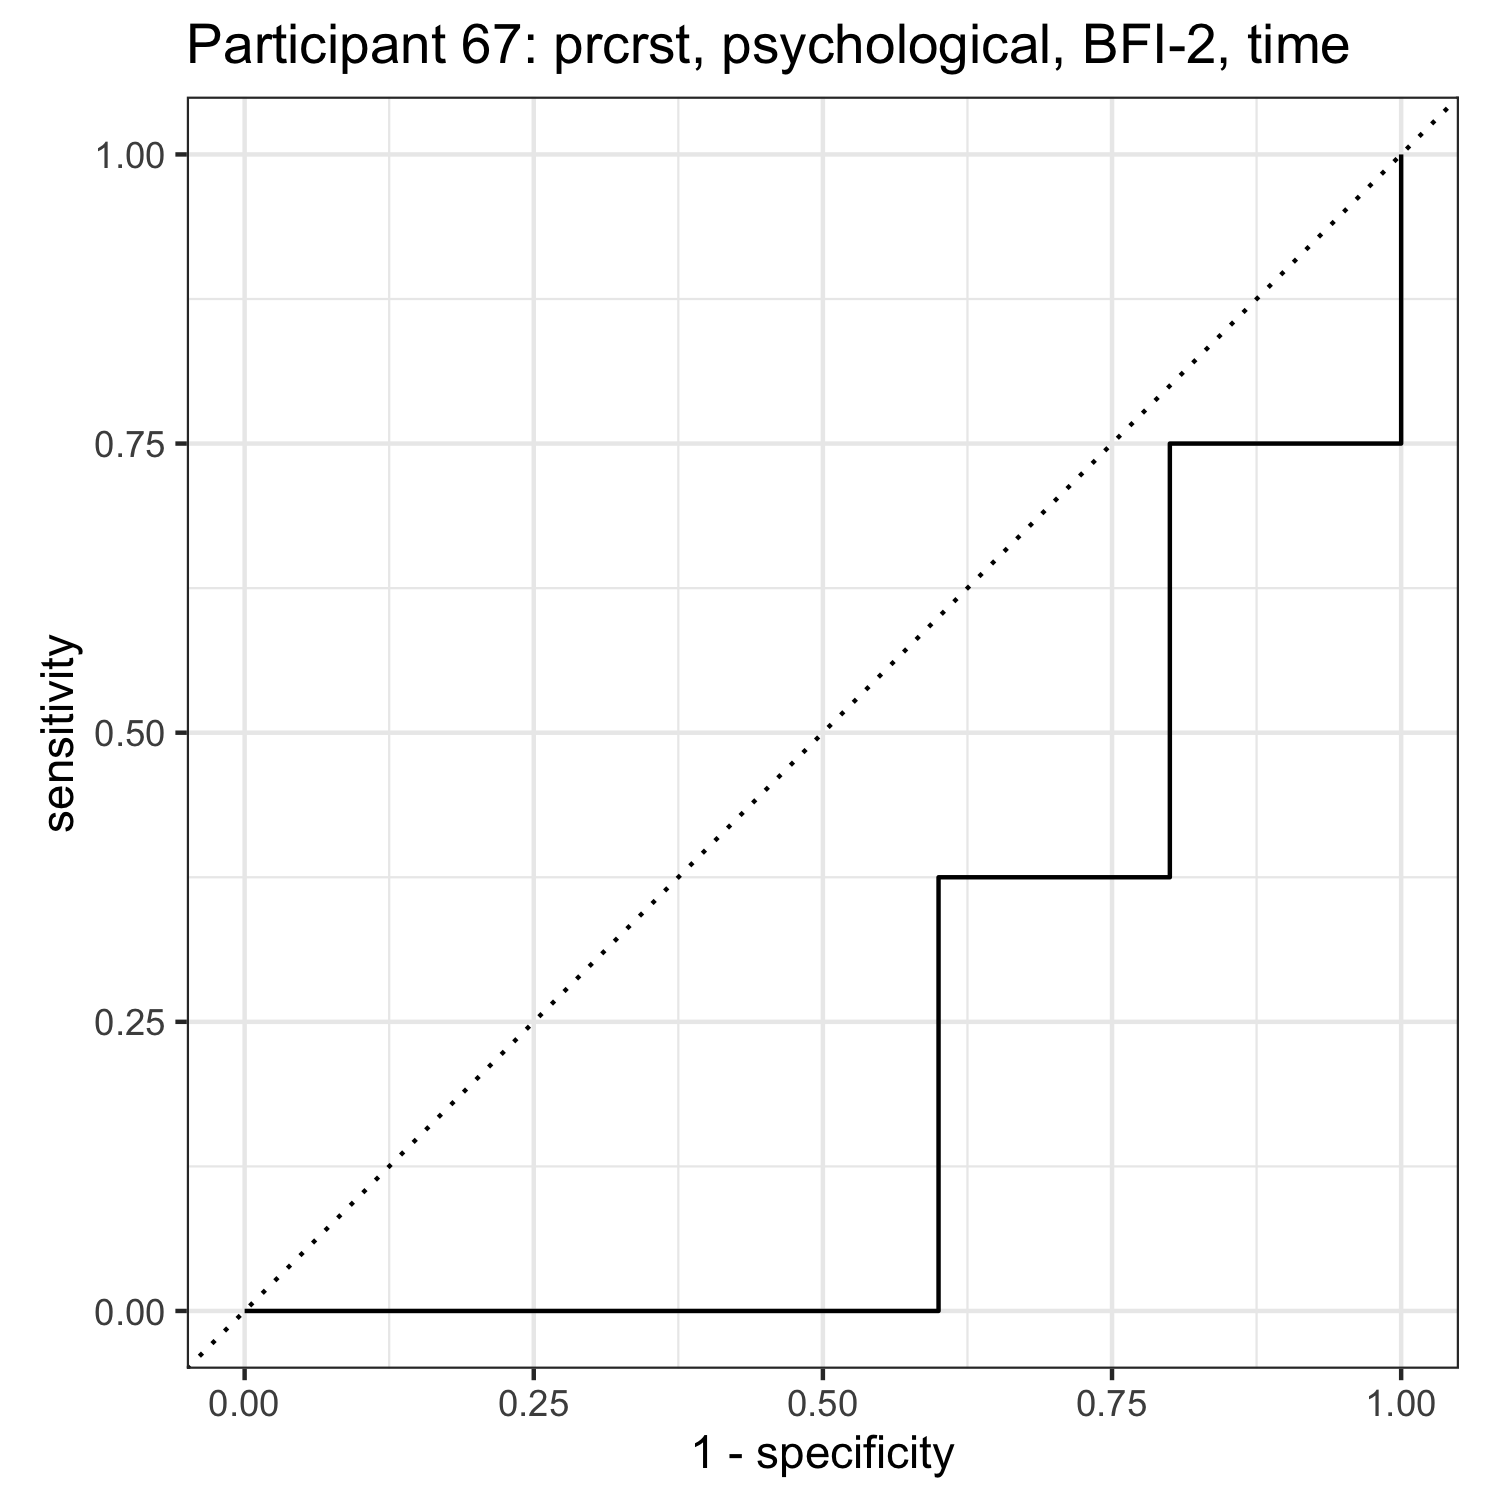 Participant 67: prcrst, psychological, BFI-2, time
1.00
0.75
0.50
0.25
0.00
sensitivity
0.00 0.25 0.50 0.75 1.00
1 - specificity